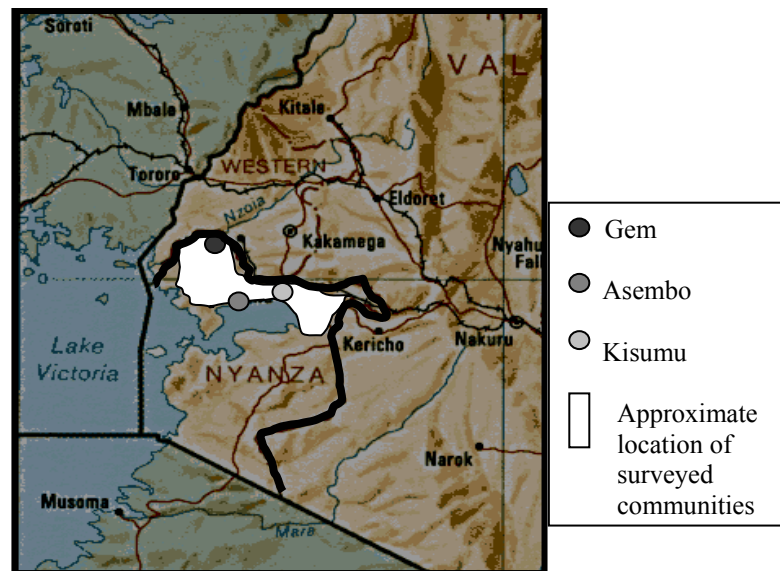 Soroti
VAL
Mbale
Kitale
WESTERN
Tororo
Eldoret
Nzoia
Kakamega
Nyahu
Fall
Lake
Victoria
Kericho
Nakuru
NYANZA
Narok
Musoma
Mara
Gem
Asembo
Kisumu
Approximate
location of
surveyed
communities